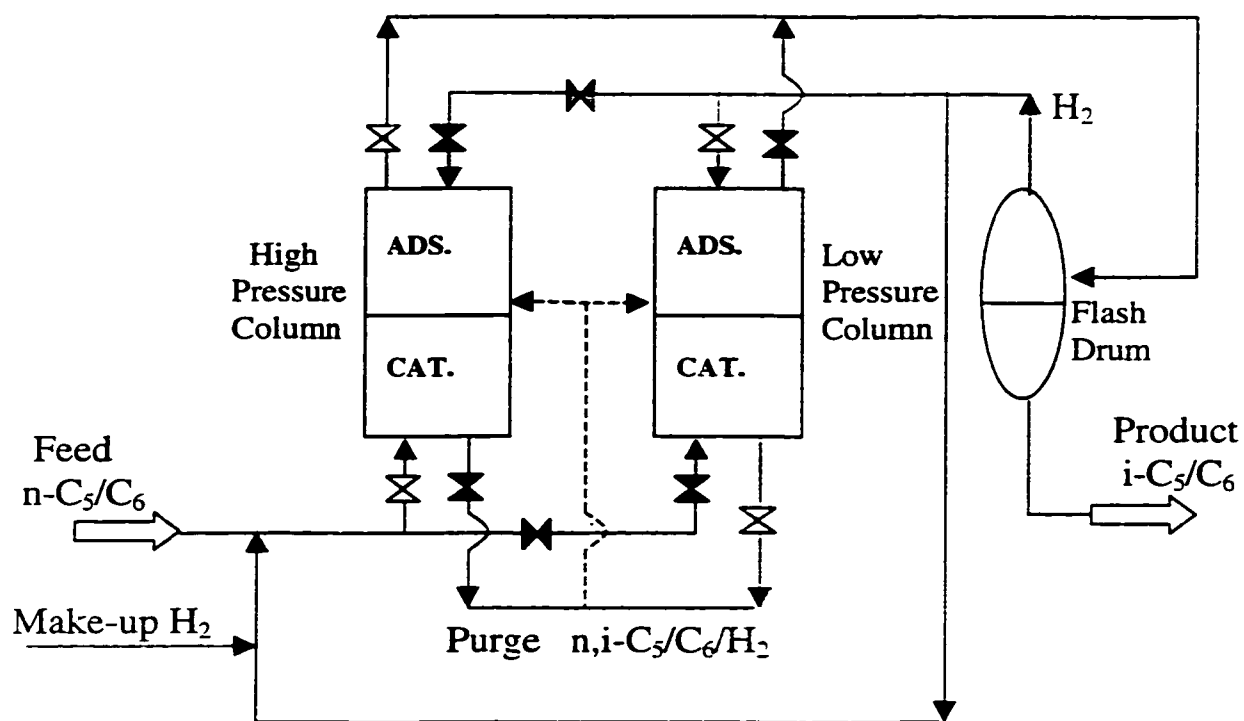 H₂
ADS.
ADS.
High
Pressure
Column
Low
Pressure
Column
CAT.
CAT.
Flash
Drum
Feed
n-C₅/C₆
Product
i-C₅/C₆
Make-up H₂
Purge n,i-C₅/C₆/H₂